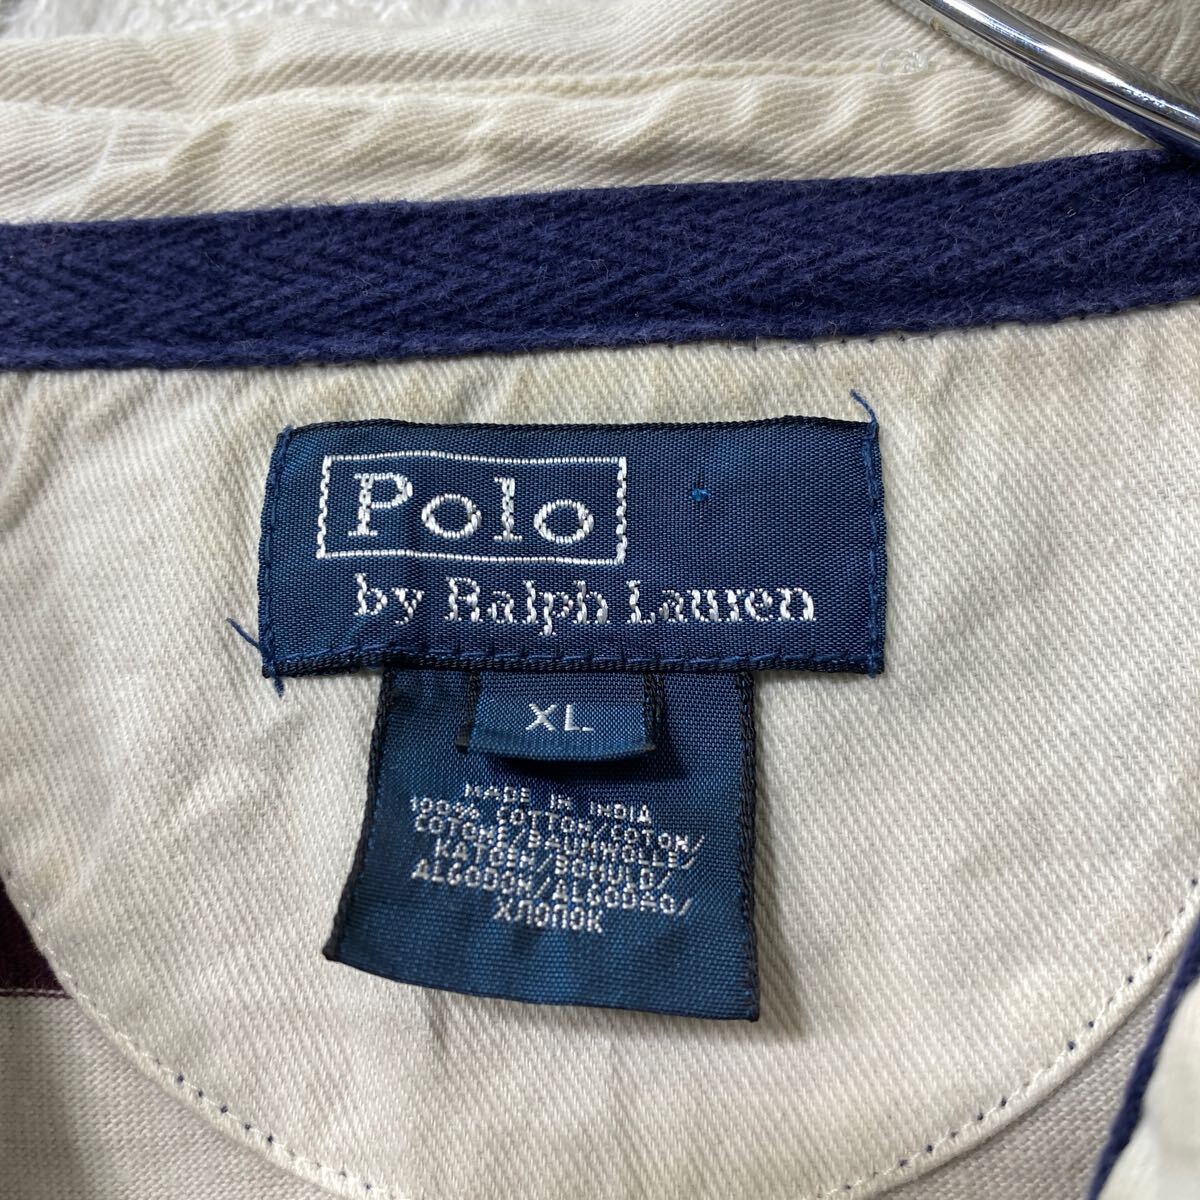 Polo
by Ralph Lauren
XL
MADE IN INDIA
100% COTTON/COTON/
COTONE/BAUMWOLLE/
KATOEN/BOMULD/
ALGODON/ALGODAO/
ХЛОПОК